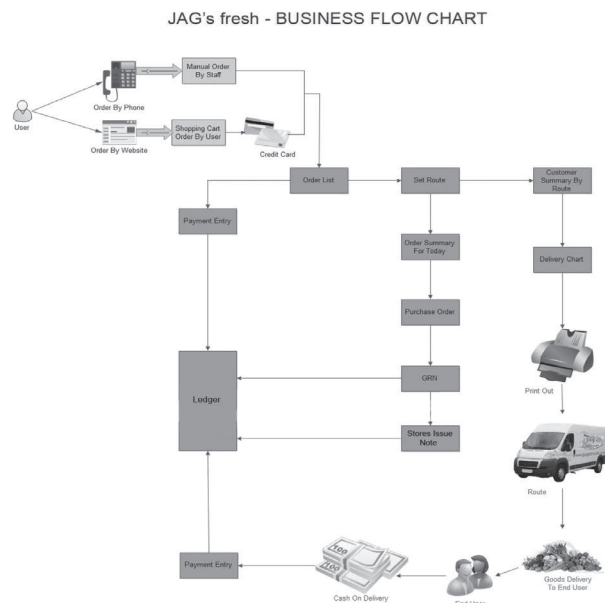 JAG's fresh - BUSINESS FLOW CHART
User
Order By Phone
Manual Order
By Staff
Order By Website
Shopping Cart
Order By User
Credit Card
Order List
Set Route
Customer
Summary By
Route
Payment Entry
Order Summary
For Today
Delivery Chart
Purchase Order
Ledger
GRN
Print Out
Stores Issue
Note
Route
Payment Entry
100
Cash On Delivery
End User
Goods Delivery
To End User